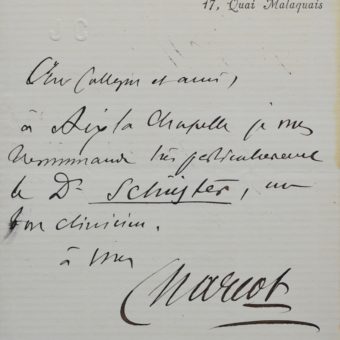 17, Quai Malaquais
Cher Collègue et ami,
à Aix la Chapelle je vous
recommande très particulièrement
le Dr Schuster, un
bon clinicien.
à vous
Charcot